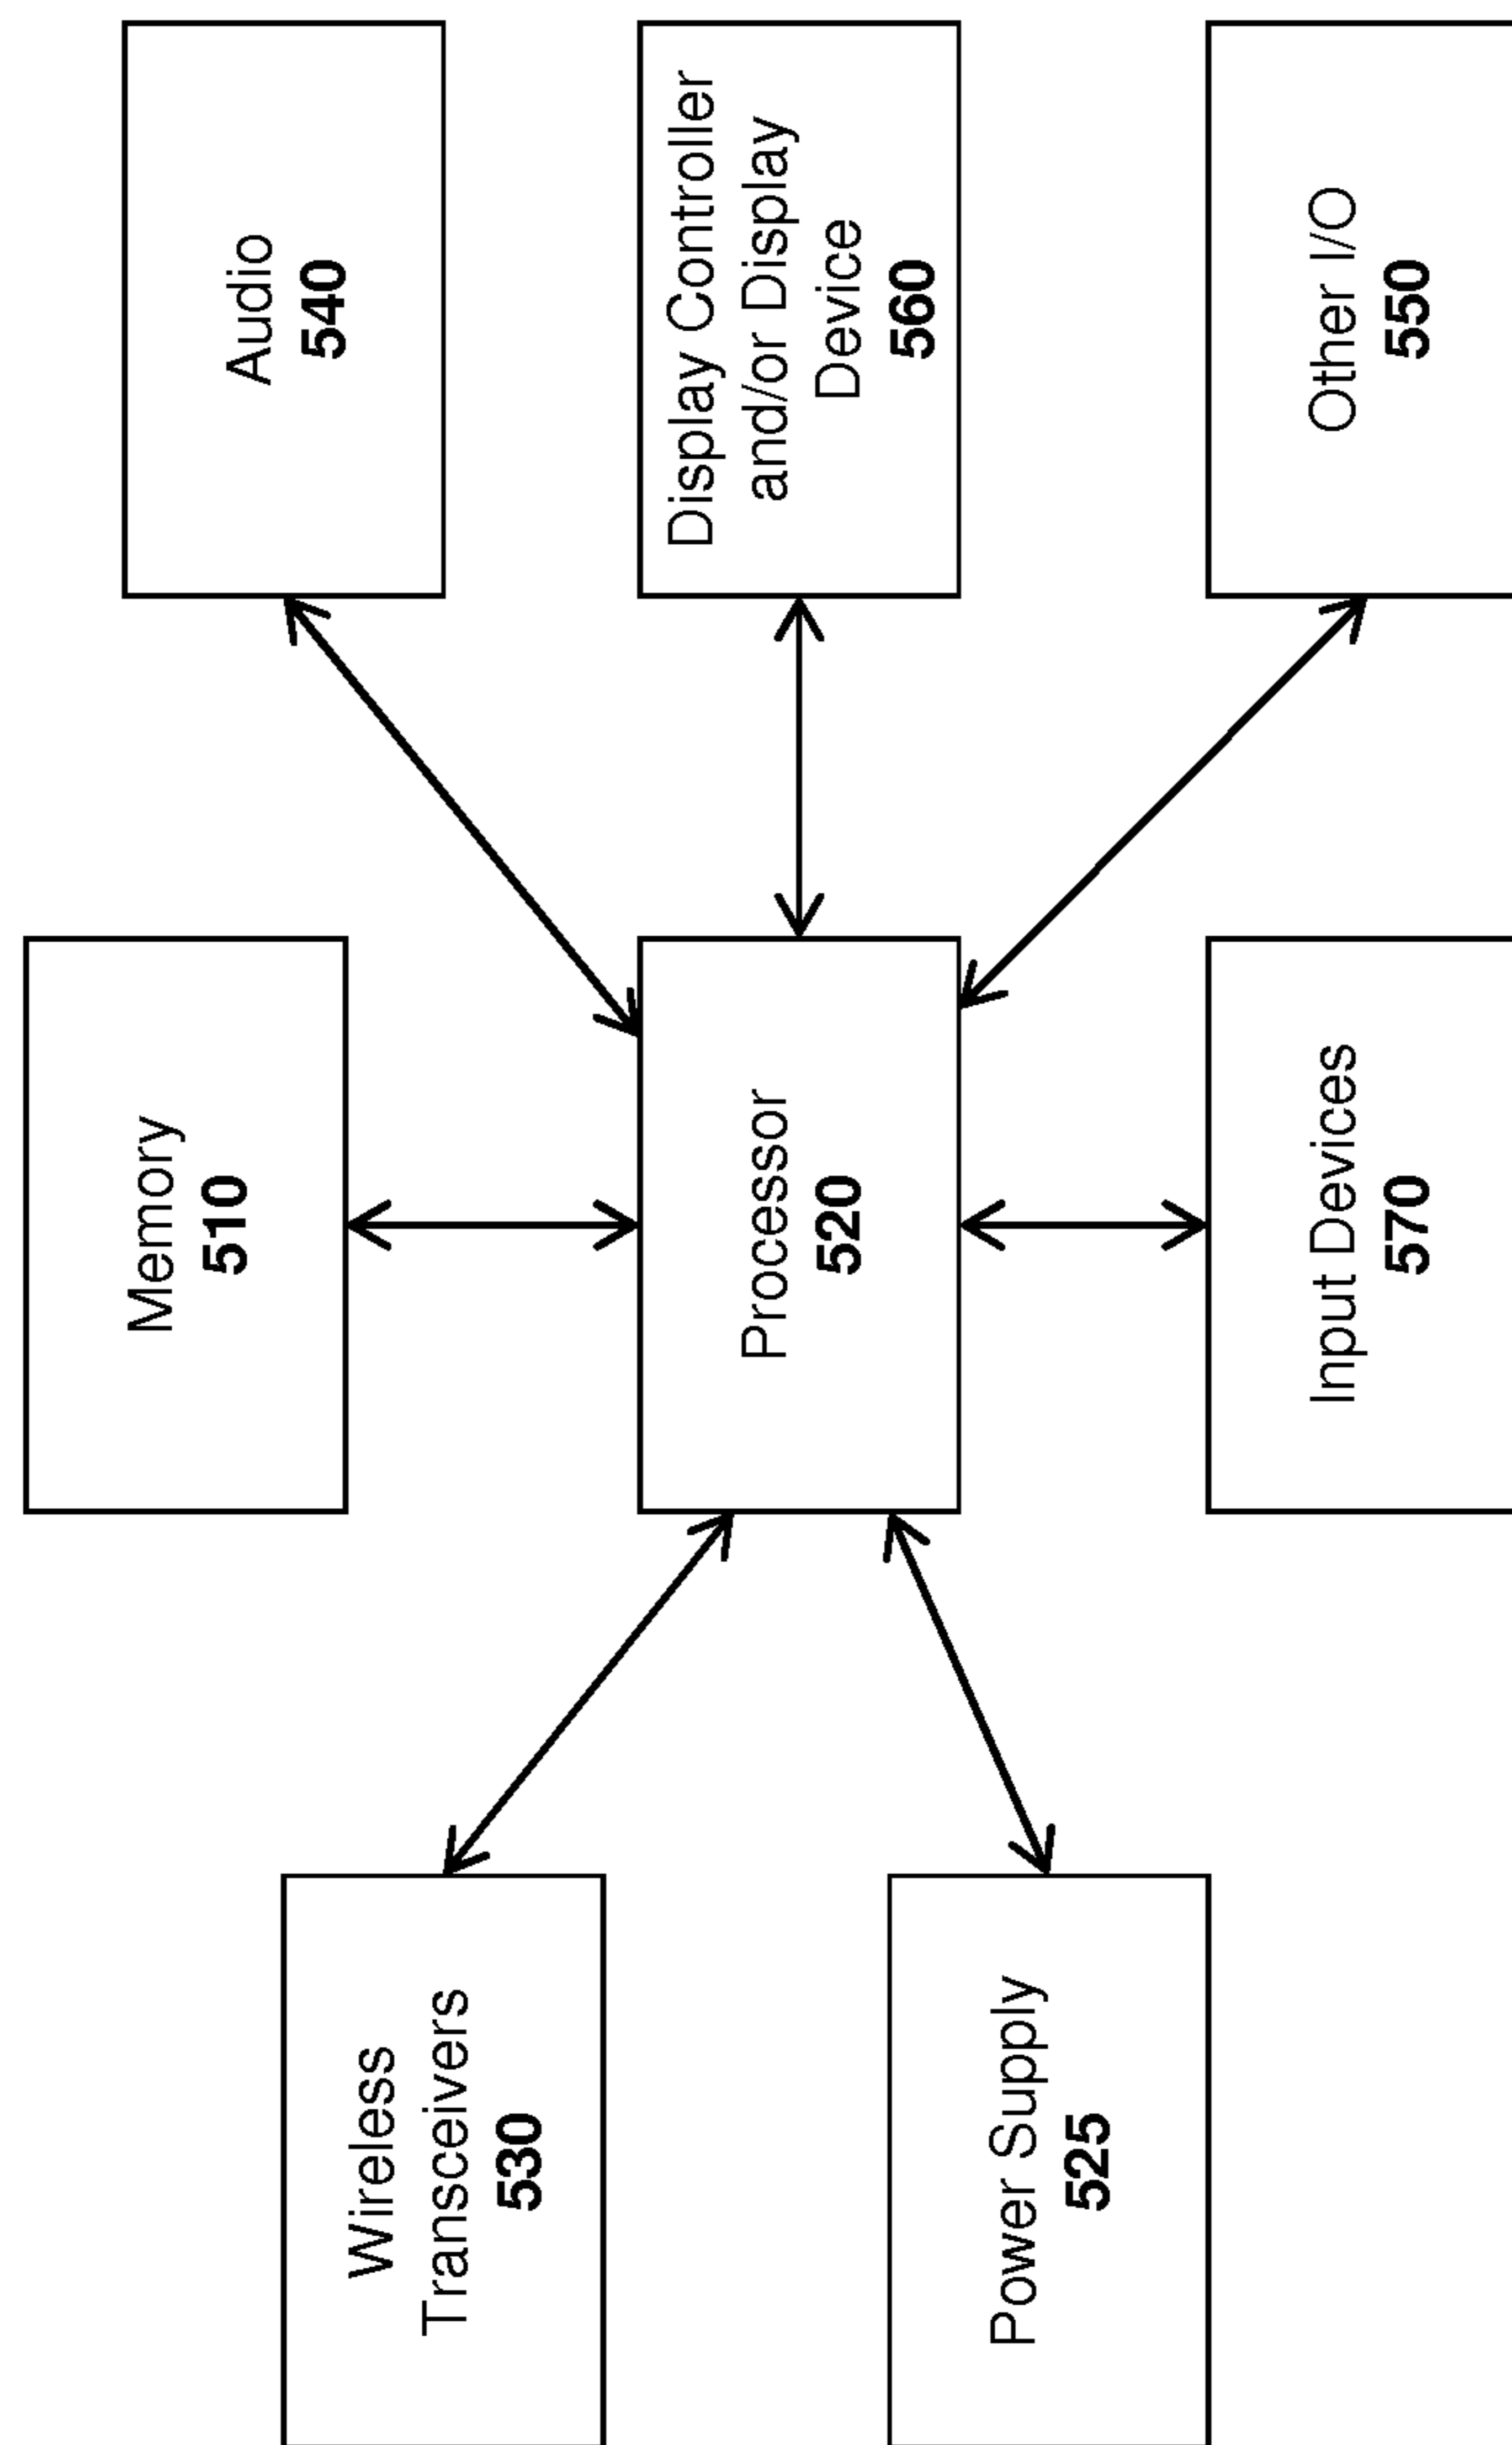 Memory
510
Wireless
Transceivers
530
Audio
540
Processor
520
Display Controller
and/or Display
Device
560
Power Supply
525
Input Devices
570
Other I/O
550